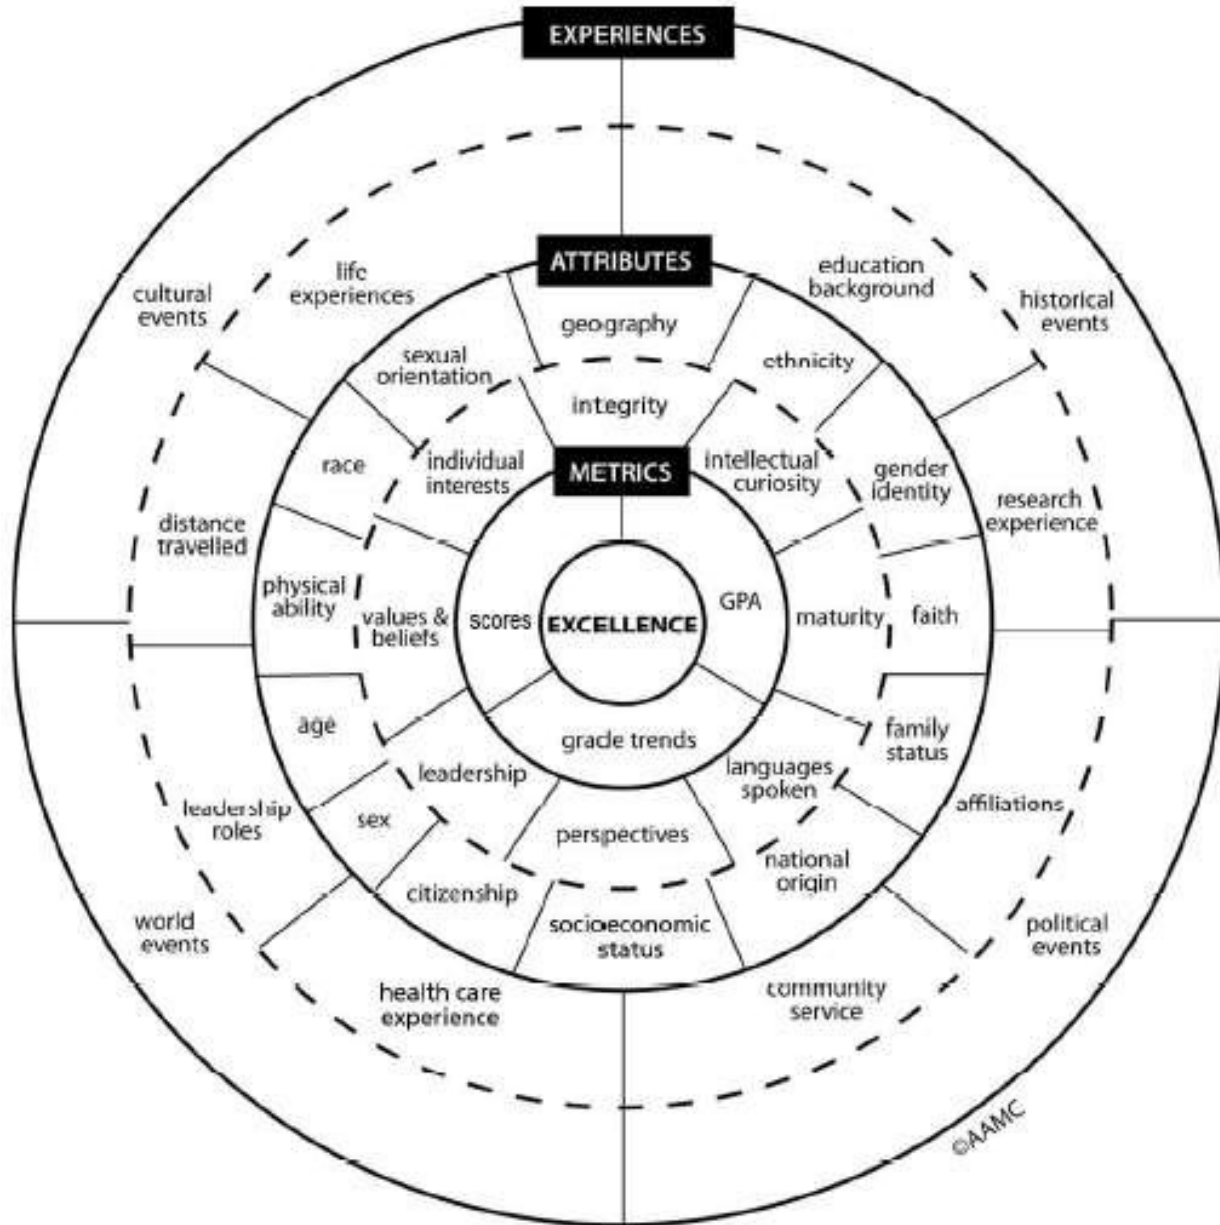 EXPERIENCES
ATTRIBUTES
life
experiences
education
background
cultural
events
historical
events
geography
sexual
orientation
ethnicity
integrity
race
individual
interests
METRICS
intellectual
curiosity
gender
identity
distance
travelled
research
experience
physical
ability
values &
beliefs
scores
EXCELLENCE
GPA
maturity
faith
age
grade trends
family
status
leadership
languages
spoken
leadership
roles
sex
perspectives
affiliations
citizenship
national
origin
world
events
socioeconomic
status
political
events
health care
experience
community
service
©AAMC